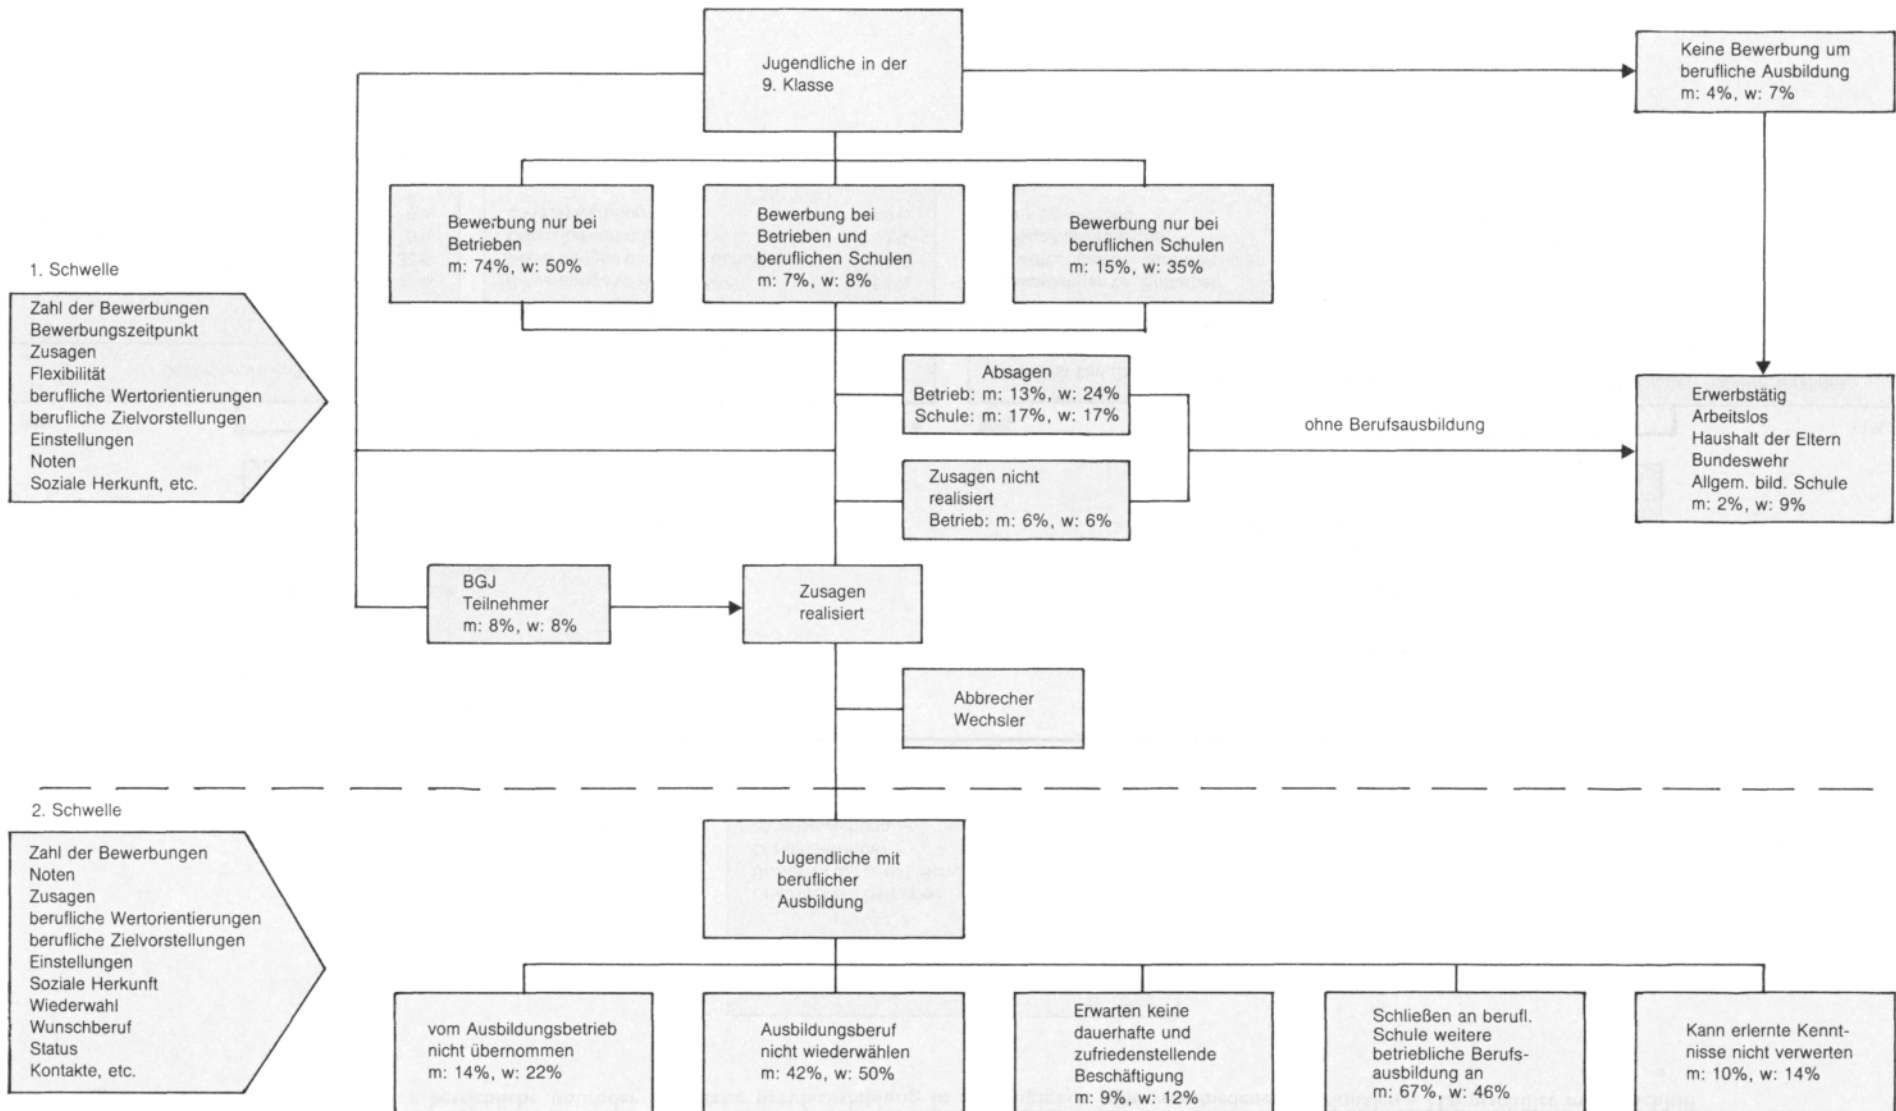 Jugendliche in der
9. Klasse
Keine Bewerbung um
berufliche Ausbildung
m: 4%, w: 7%
Bewerbung nur bei
Betrieben
m: 74%, w: 50%
Bewerbung bei
Betrieben und
beruflichen Schulen
m: 7%, w: 8%
Bewerbung nur bei
beruflichen Schulen
m: 15%, w: 35%
1. Schwelle
Zahl der Bewerbungen
Bewerbungszeitpunkt
Zusagen
Flexibilität
berufliche Wertorientierungen
berufliche Zielvorstellungen
Einstellungen
Noten
Soziale Herkunft, etc.
Absagen
Betrieb: m: 13%, w: 24%
Schule: m: 17%, w: 17%
ohne Berufsausbildung
Erwerbstätig
Arbeitslos
Haushalt der Eltern
Bundeswehr
Allgem. bild. Schule
m: 2%, w: 9%
Zusagen nicht
realisiert
Betrieb: m: 6%, w: 6%
BGJ
Teilnehmer
m: 8%, w: 8%
Zusagen
realisiert
Abbrecher
Wechsler
2. Schwelle
Zahl der Bewerbungen
Noten
Zusagen
berufliche Wertorientierungen
berufliche Zielvorstellungen
Einstellungen
Soziale Herkunft
Wiederwahl
Wunschberuf
Status
Kontakte, etc.
Jugendliche mit
beruflicher
Ausbildung
vom Ausbildungsbetrieb
nicht übernommen
m: 14%, w: 22%
Ausbildungsberuf
nicht wiederwählen
m: 42%, w: 50%
Erwarten keine
dauerhafte und
zufriedenstellende
Beschäftigung
m: 9%, w: 12%
Schließen an berufl.
Schule weitere
betriebliche Berufs-
ausbildung an
m: 67%, w: 46%
Kann erlernte Kennt-
nisse nicht verwerten
m: 10%, w: 14%